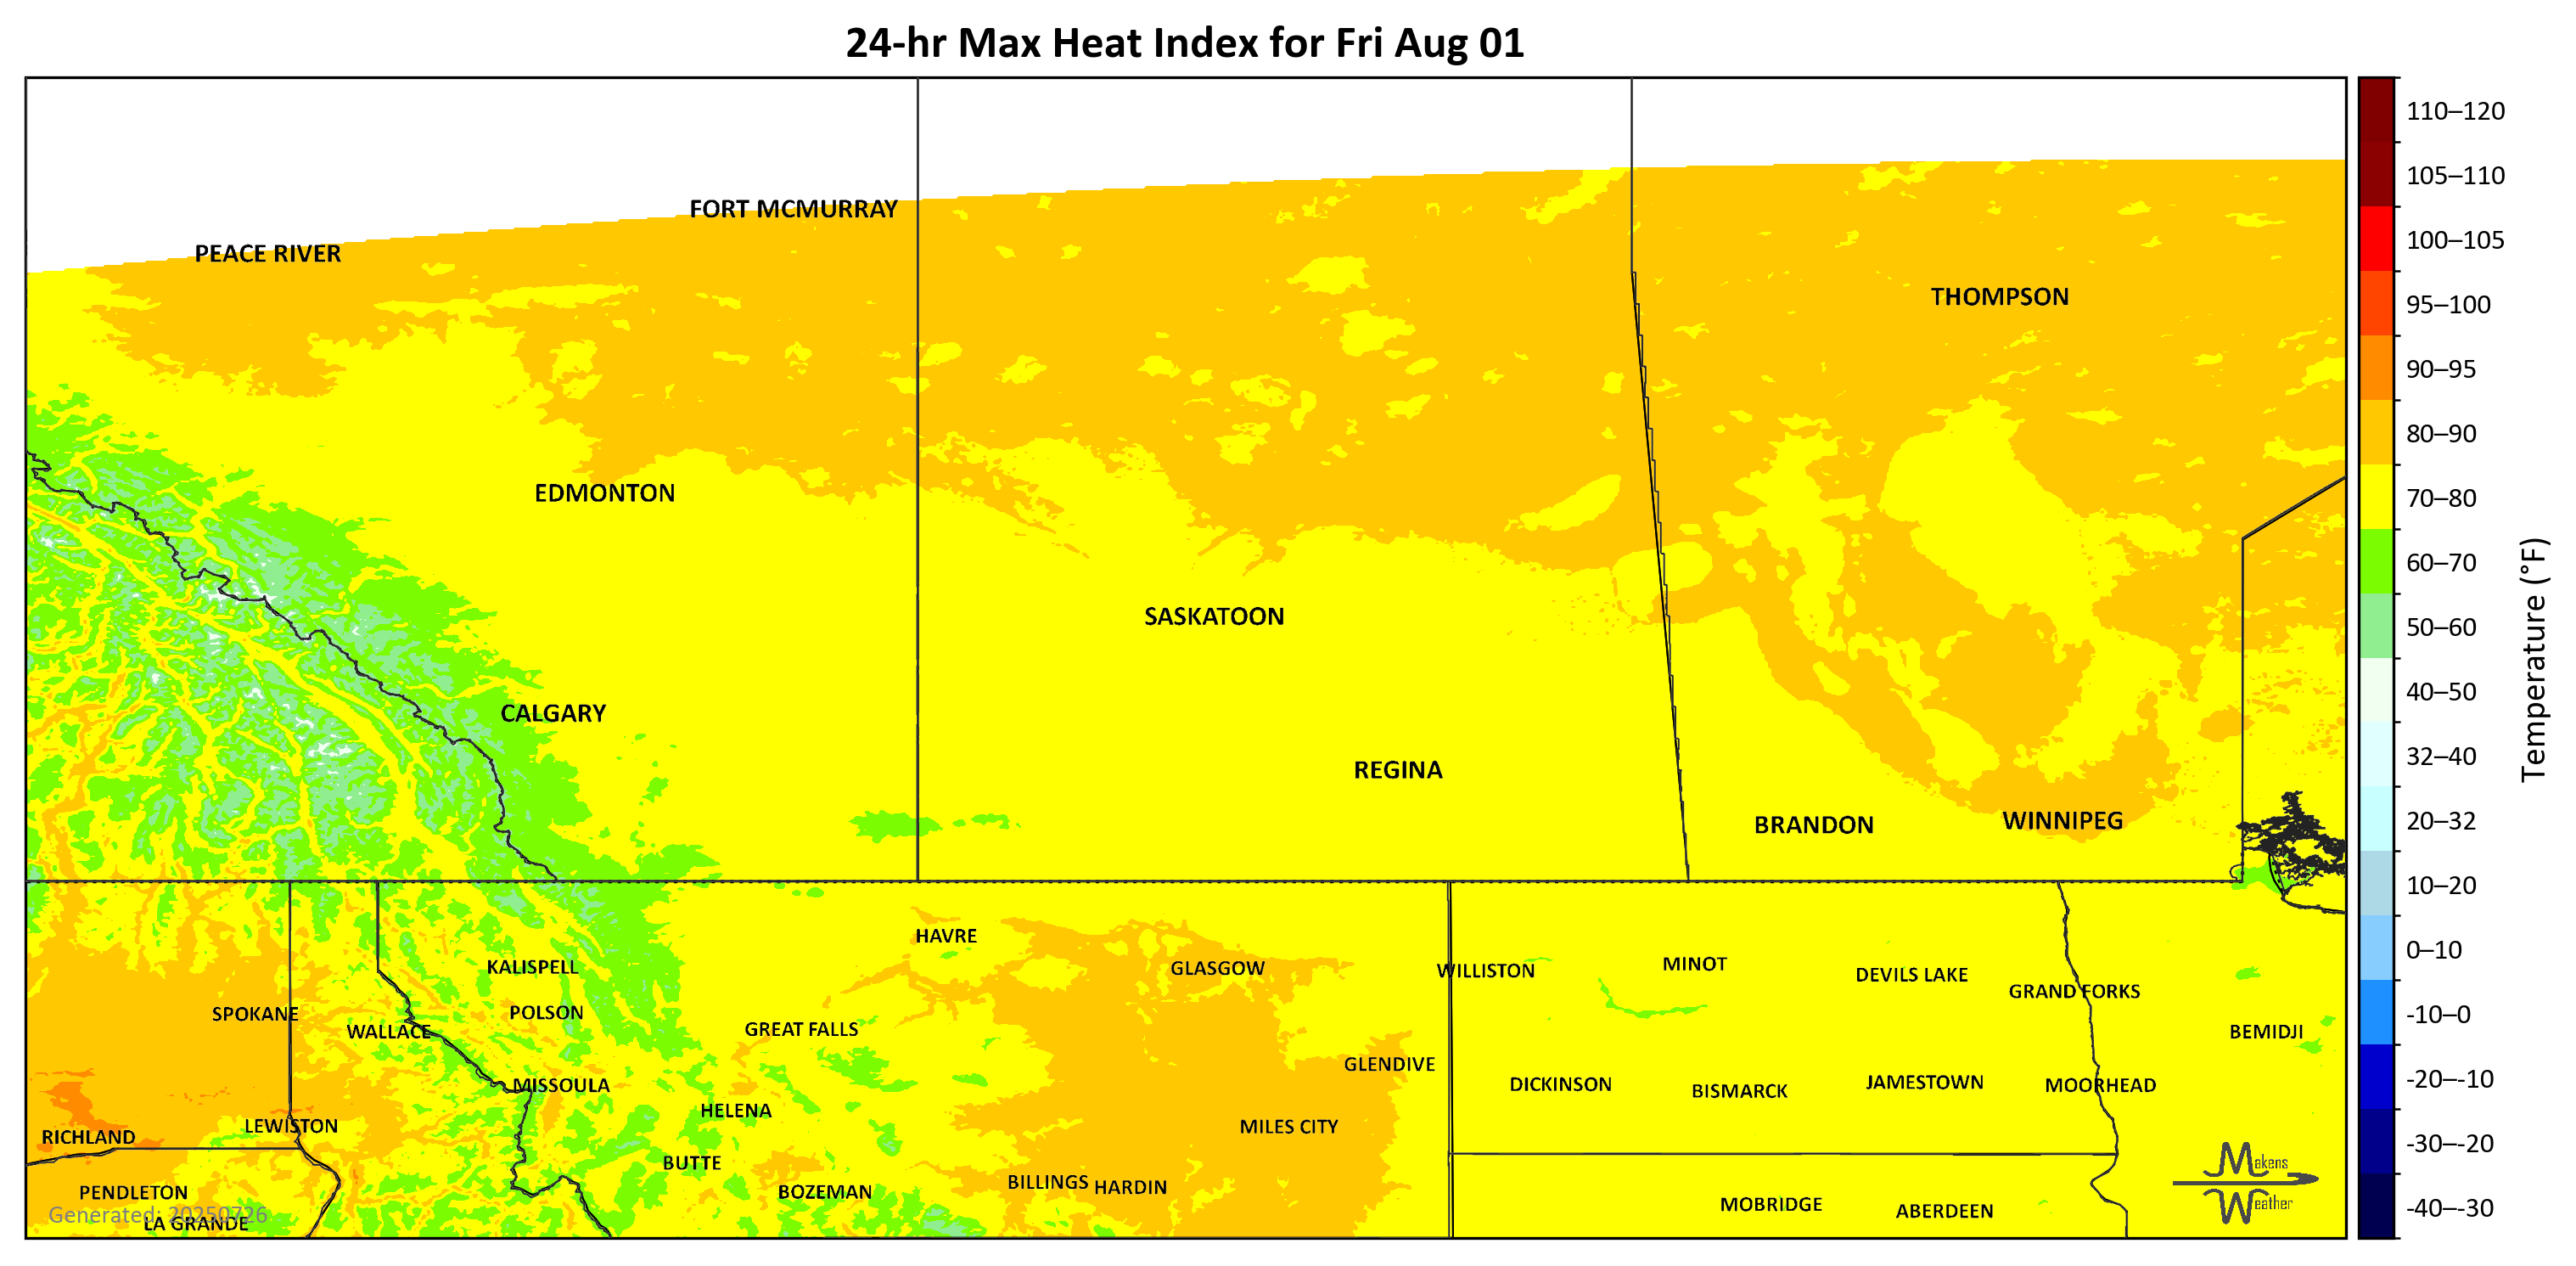 24-hr Max Heat Index for Fri Aug 01
FORT MCMURRAY
PEACE RIVER
THOMPSON
EDMONTON
SASKATOON
CALGARY
REGINA
BRANDON
WINNIPEG
HAVRE
KALISPELL
GLASGOW
WILLISTON
MINOT
DEVILS LAKE
GRAND FORKS
SPOKANE
POLSON
WALLACE
GREAT FALLS
BEMIDJI
GLENDIVE
MISSOULA
DICKINSON
BISMARCK
JAMESTOWN
MOORHEAD
HELENA
LEWISTON
MILES CITY
RICHLAND
BUTTE
PENDLETON
BOZEMAN
BILLINGS
HARDIN
MOBRIDGE
ABERDEEN
LA GRANDE
Generated: 20250726
Makens
Weather
110–120
105–110
100–105
95–100
90–95
80–90
70–80
60–70
50–60
40–50
32–40
20–32
10–20
0–10
-10–0
-20–-10
-30–-20
-40–-30
Temperature (°F)